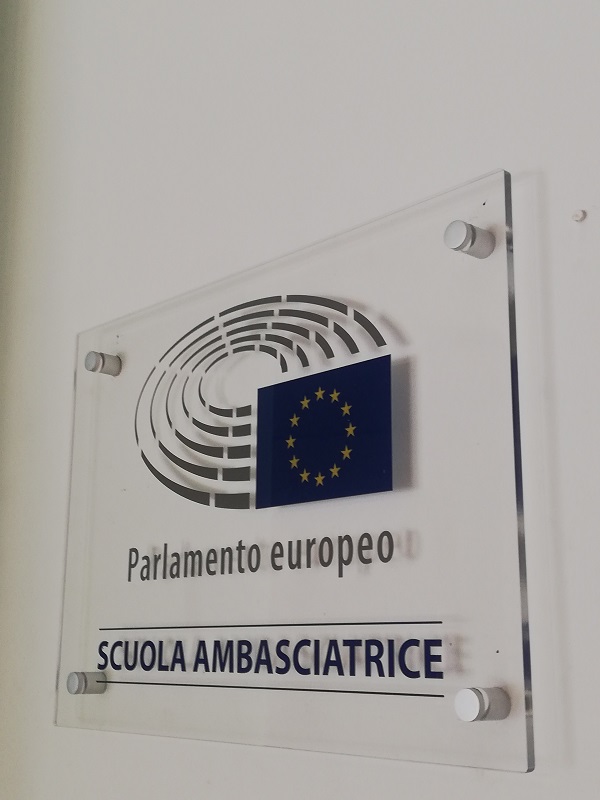 Parlamento europeo
SCUOLA AMBASCIATRICE